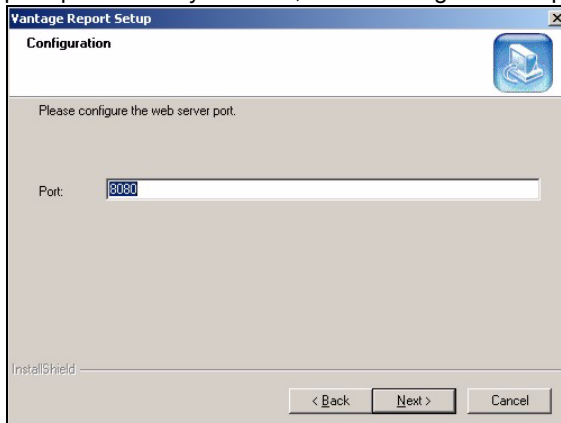 Vantage Report Setup
Configuration
Please configure the web server port.
Port: 8080
InstallShield
< Back Next > Cancel